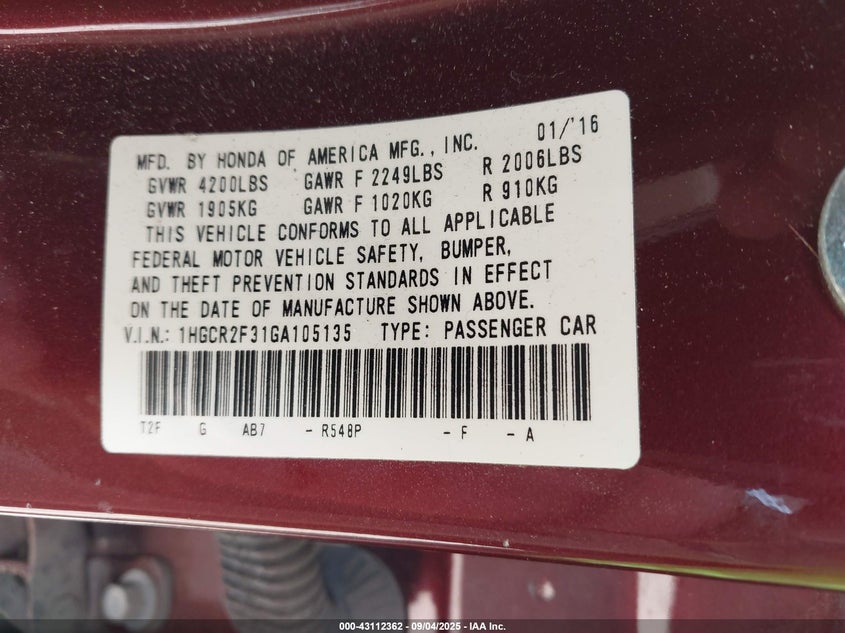 01/'16
MFD. BY HONDA OF AMERICA MFG., INC.
GVWR 4200LBS GAWR F 2249LBS R 2006LBS
GVWR 1905KG GAWR F 1020KG R 910KG
THIS VEHICLE CONFORMS TO ALL APPLICABLE
FEDERAL MOTOR VEHICLE SAFETY, BUMPER,
AND THEFT PREVENTION STANDARDS IN EFFECT
ON THE DATE OF MANUFACTURE SHOWN ABOVE.
V.I.N.: 1HGCR2F31GA105135 TYPE: PASSENGER CAR
T2F G AB7 - R548P - F - A
000-43112362 - 09/04/2025 - IAA Inc.